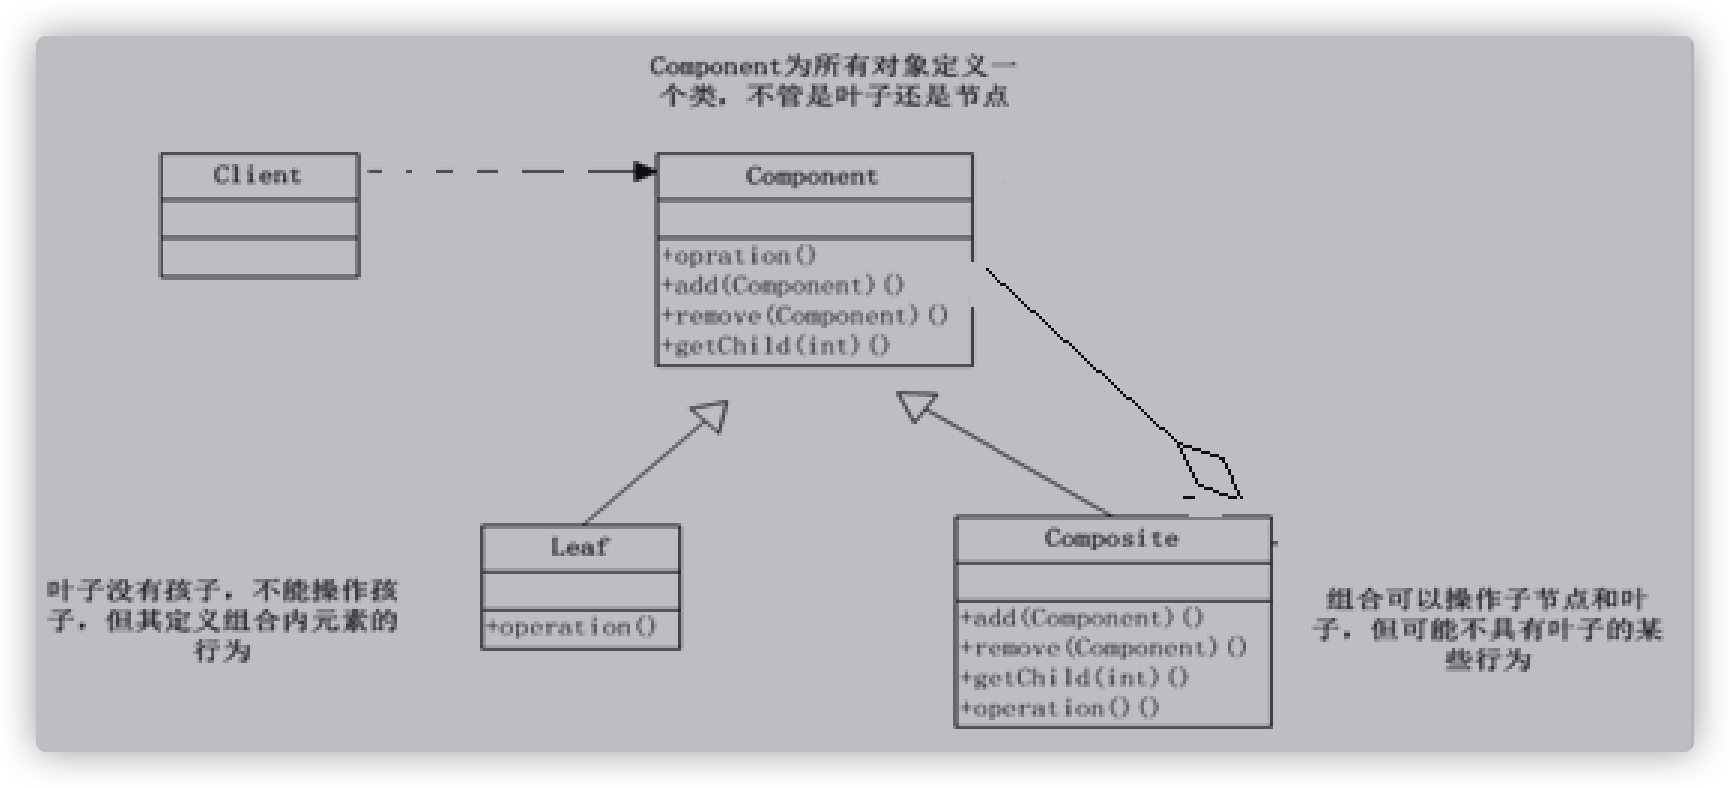 Component为所有对象定义一
个类，不管是叶子还是节点
Client
Component
+opration()
+add(Component)()
+remove(Component)()
+getChild(int)()
Leaf
+operation()
叶子没有孩子，不能操作孩
子，但其定义组合内元素的
行为
Composite
+add(Component)()
+remove(Component)()
+getChild(int)()
+operation()()
组合可以操作子节点和叶
子，但可能不具有叶子的某
些行为